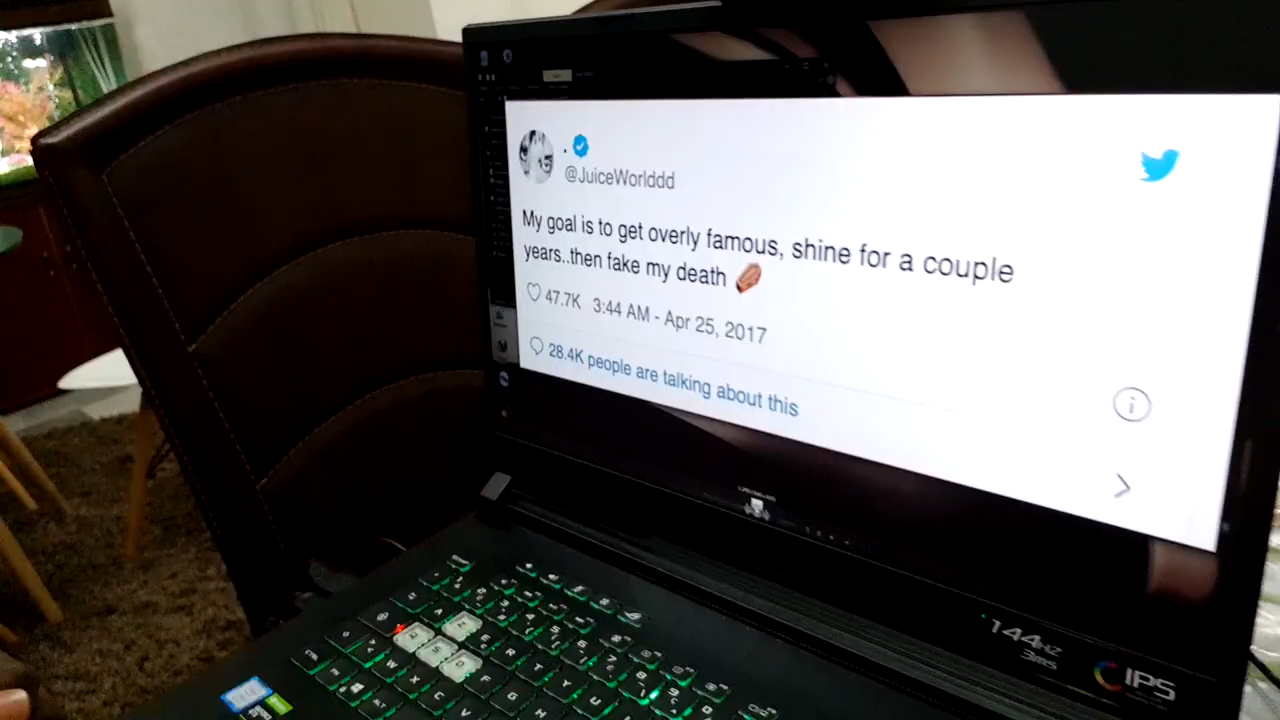 .
@JuiceWorlddd
My goal is to get overly famous, shine for a couple
years..then fake my death
47.7K 3:44 AM - Apr 25, 2017
28.4K people are talking about this
144Hz
3ms
IPS